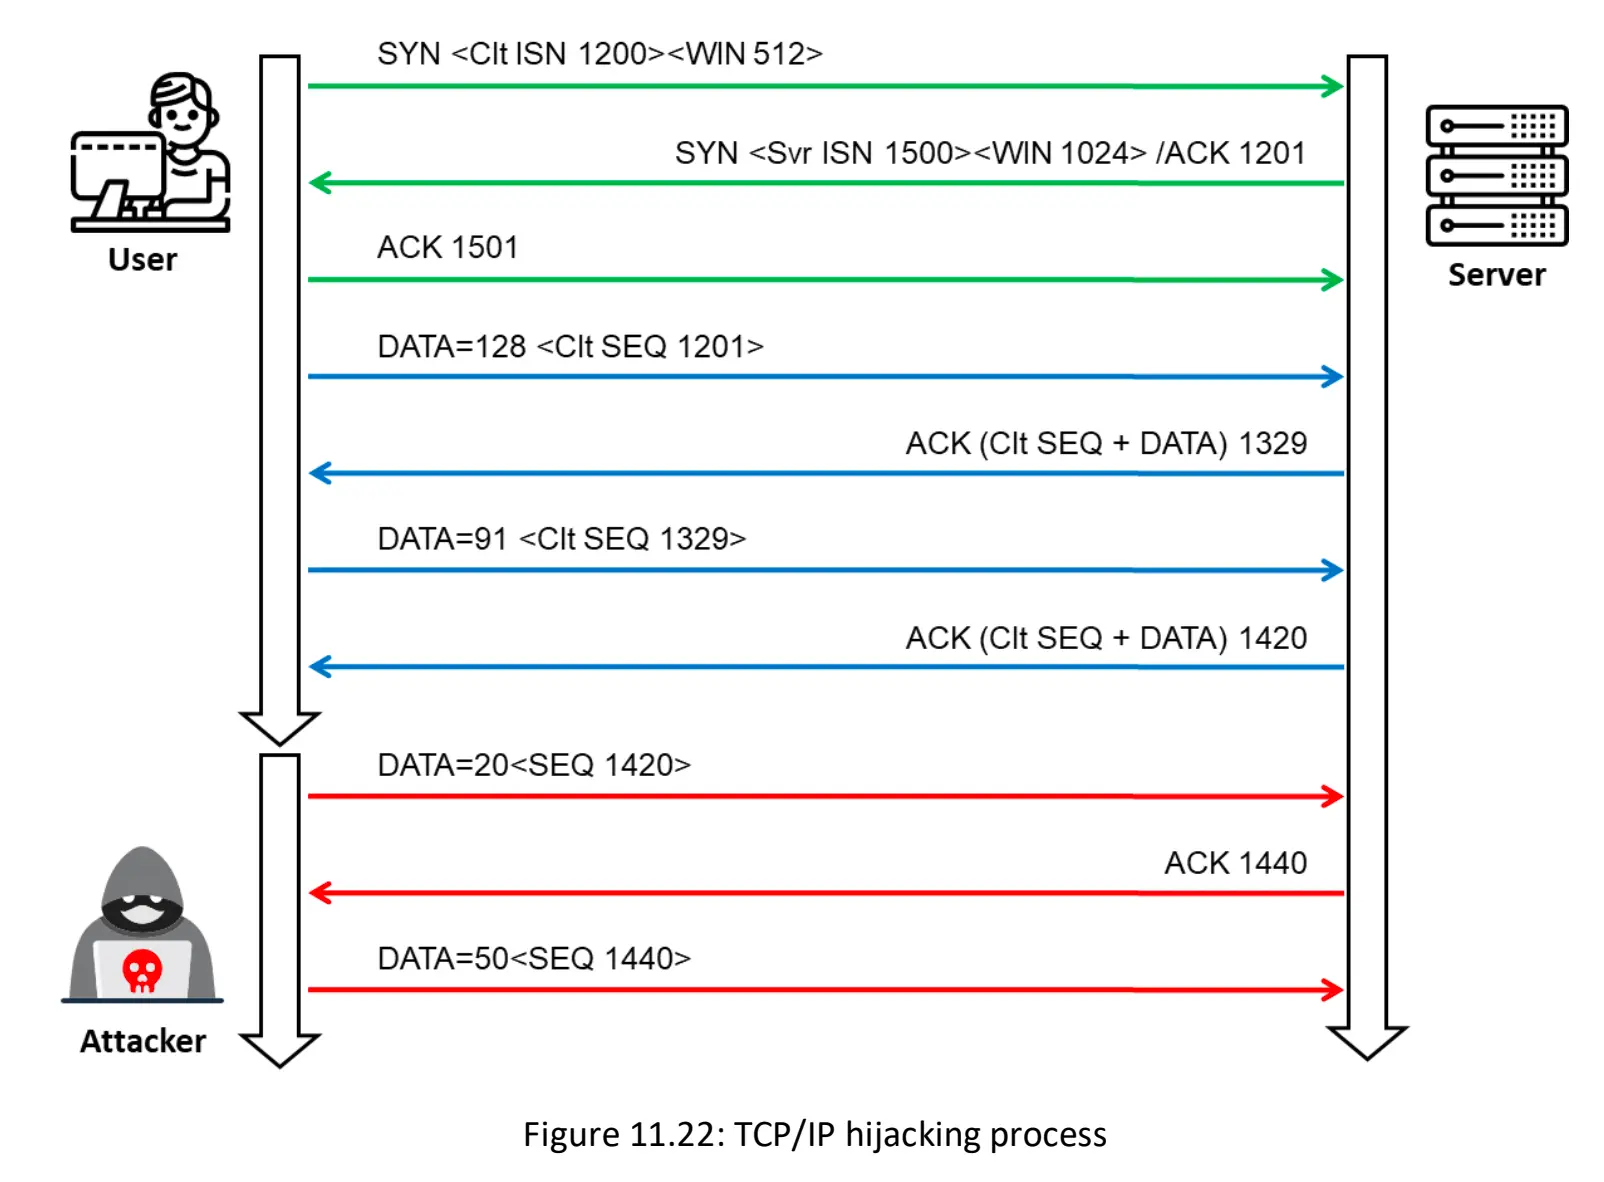 SYN <Clt ISN 1200><WIN 512>
SYN <Svr ISN 1500><WIN 1024> /ACK 1201
User
ACK 1501
Server
DATA=128 <Clt SEQ 1201>
ACK (Clt SEQ + DATA) 1329
DATA=91 <Clt SEQ 1329>
ACK (Clt SEQ + DATA) 1420
DATA=20<SEQ 1420>
ACK 1440
DATA=50<SEQ 1440>
Attacker
Figure 11.22: TCP/IP hijacking process